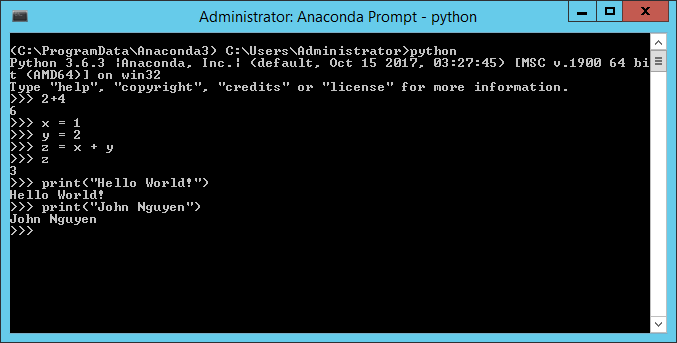 Administrator: Anaconda Prompt - python
(C:\ProgramData\Anaconda3) C:\Users\Administrator>python
Python 3.6.3 |Anaconda, Inc.| (default, Oct 15 2017, 03:27:45) [MSC v.1900 64 bi
t (AMD64)] on win32
Type "help", "copyright", "credits" or "license" for more information.
>>> 2+4
6
>>> x = 1
>>> y = 2
>>> z = x + y
>>> z
3
>>> print("Hello World!")
Hello World!
>>> print("John Nguyen")
John Nguyen
>>>